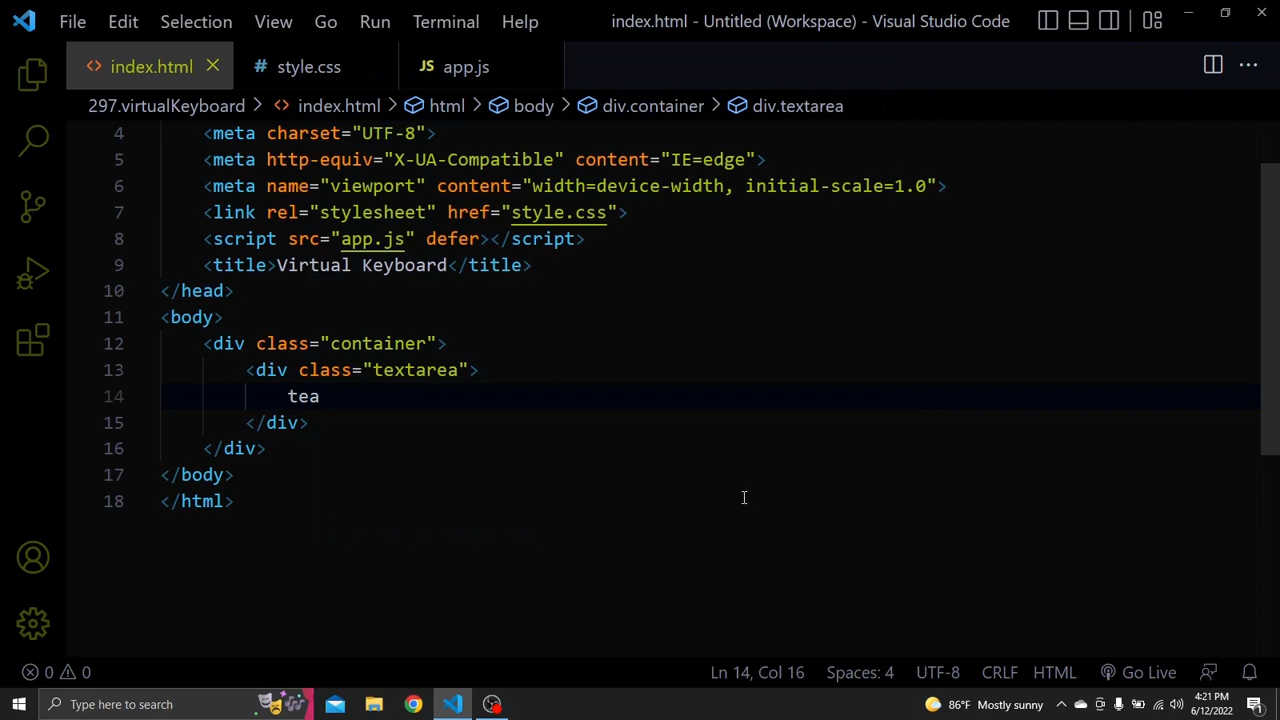 File Edit Selection View Go Run Terminal Help index.html - Untitled (Workspace) - Visual Studio Code
<> index.html # style.css JS app.js
297.virtualKeyboard > <> index.html > html > body > div.container > div.textarea
4 <meta charset="UTF-8">
5 <meta http-equiv="X-UA-Compatible" content="IE=edge">
6 <meta name="viewport" content="width=device-width, initial-scale=1.0">
7 <link rel="stylesheet" href="style.css">
8 <script src="app.js" defer></script>
9 <title>Virtual Keyboard</title>
10 </head>
11 <body>
12 <div class="container">
13 <div class="textarea">
14 tea
15 </div>
16 </div>
17 </body>
18 </html>
0 0 Ln 14, Col 16 Spaces: 4 UTF-8 CRLF HTML Go Live
Type here to search 86°F Mostly sunny 4:21 PM
6/12/2022 1